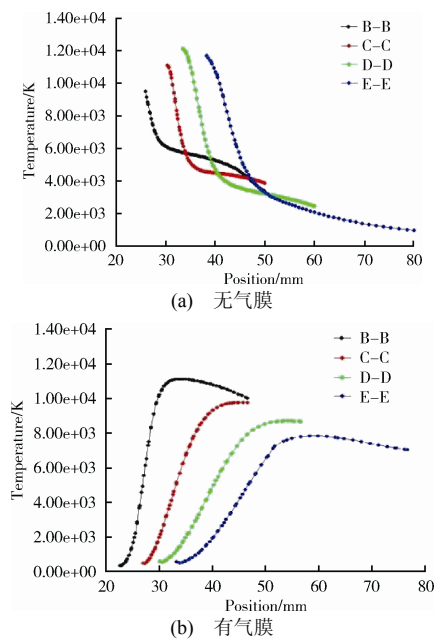 1.40e+04
1.20e+04
1.00e+04
8.00e+03
6.00e+03
4.00e+03
2.00e+03
0.00e+00
Temperature/K
B-B
C-C
D-D
E-E
20 30 40 50 60 70 80
Position/mm
(a) 无气膜
1.40e+04
1.20e+04
1.00e+04
8.00e+03
6.00e+03
4.00e+03
2.00e+03
0.00e+00
Temperature/K
B-B
C-C
D-D
E-E
20 30 40 50 60 70 80
Position/mm
(b) 有气膜